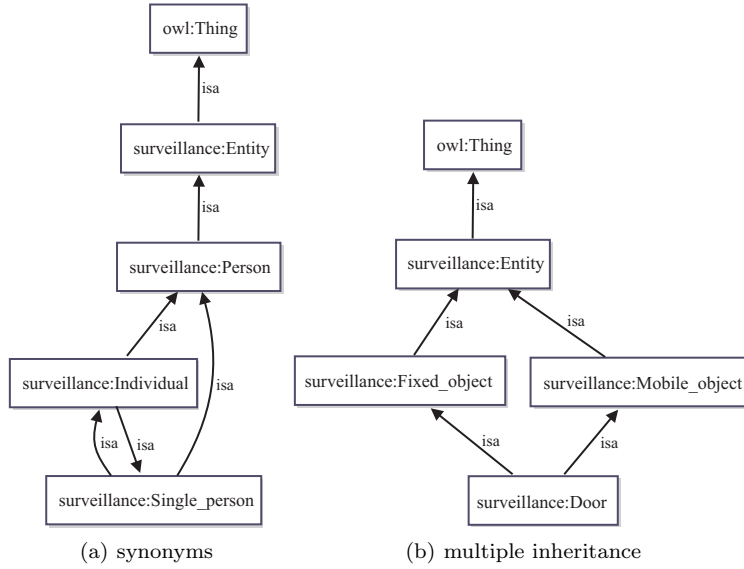 owl:Thing
isa
surveillance:Entity
isa
surveillance:Person
isa
isa
surveillance:Individual
isa
isa
surveillance:Single_person
(a) synonyms
owl:Thing
isa
surveillance:Entity
isa
isa
surveillance:Fixed_object
surveillance:Mobile_object
isa
isa
surveillance:Door
(b) multiple inheritance